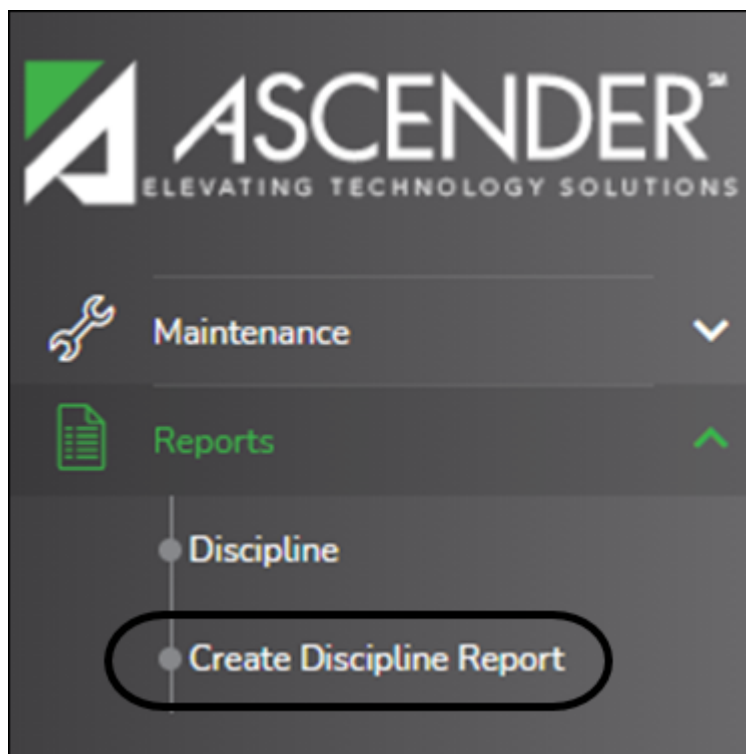 ASCENDER℠
ELEVATING TECHNOLOGY SOLUTIONS
Maintenance
Reports
Discipline
Create Discipline Report